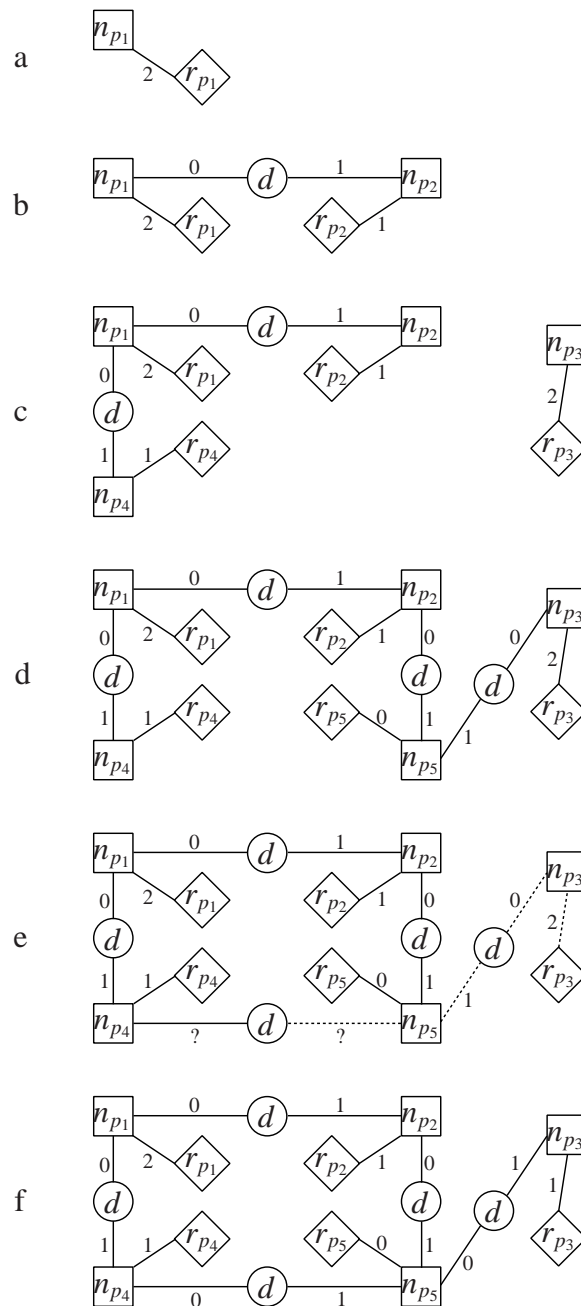 n_{p_1}
a
2
r_{p_1}
n_{p_1} 0 d 1 n_{p_2}
b
2 r_{p_1} r_{p_2} 1
n_{p_1} 0 d 1 n_{p_2} n_{p_3}
0 2 r_{p_1} r_{p_2} 1
c
d 2
1 1 r_{p_4} r_{p_3}
n_{p_4}
n_{p_1} 0 d 1 n_{p_2} n_{p_3}
0 2 r_{p_1} r_{p_2} 1 0 0
d
d d d 2
1 1 r_{p_4} r_{p_5} 0 1 1 r_{p_3}
n_{p_4} n_{p_5}
n_{p_1} 0 d 1 n_{p_2} n_{p_3}
0 2 r_{p_1} r_{p_2} 1 0 0
e
d d d 2
1 1 r_{p_4} r_{p_5} 0 1 1 r_{p_3}
n_{p_4} ? d ? n_{p_5}
n_{p_1} 0 d 1 n_{p_2} n_{p_3}
0 2 r_{p_1} r_{p_2} 1 0 1
f
d d d 1
1 1 r_{p_4} r_{p_5} 0 1 0 r_{p_3}
n_{p_4} 0 d 1 n_{p_5}